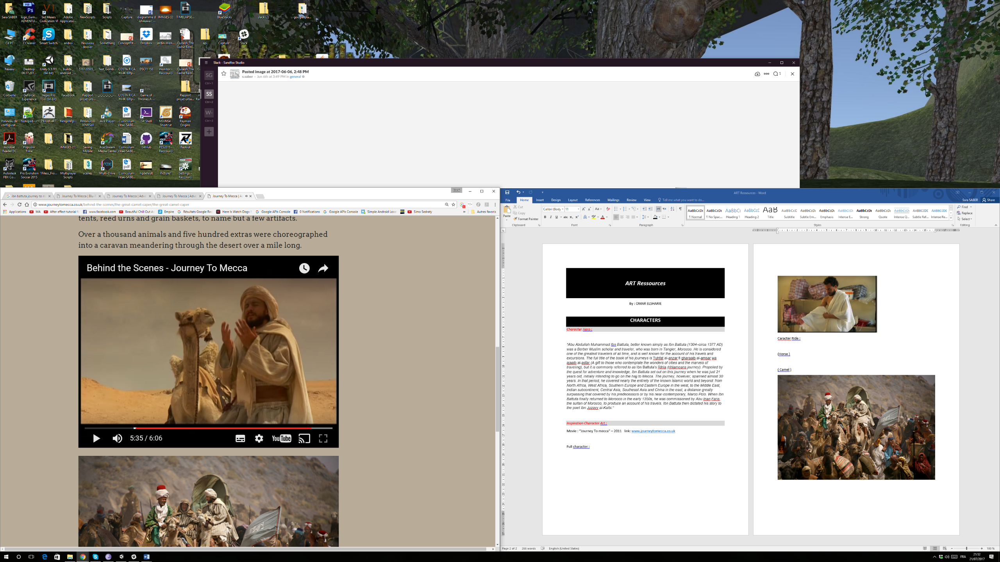 Sara SABER
logo_Gam... ADVENTU...
Sid Meiers Civilization VI
Adobe Applicatio...
NewScripts
Scripts
Capture
diagramme d' ishikawa ( ...
IMAGES (3)
TIMELAPSE...
BlueStacks
slack (2)
google-pla...
Ce PC
CCleaner
Smart Switch
androi
Nouveau dossier
Something
ConceptPit...
Dropbox
jardin-men...
Quraish The Game Rem...
api
Capture1
Slack
Réseau
Desktop 06.17.201...
Unity 5.5.1f1 (64-bit)
builds_ android_...
516120585_...
Test_Gomb...
COSTA RICA IN 4K 60fp...
DSCF1158
monitor - Raccourci
Quraish The Game Rem...
Corbeille
GeForce Experience
Vegas Pro 13.0 (64-bit)
Facebook
Rapport projet urb...
COSTA RICA IN 4K 60fp...
Game of Thrones A ...
Rapport projet urba...
Panneau de configurat...
Notepad++
ZBrush 4R7
hkhgohfgl...
Ressources 3DVRSell
Ace Player
Curriculum Vitae-SABE...
Git Shell
NSUNS4 - Shortcut
Rayman Origins
Acrobat Reader DC
Popcorn Time
IMAGES (1)
Saving Mobile
Ace Stream Media Center
Curriculum Vitae-SABE...
GitHub
PES2015 - Raccourci
Redout
Autodesk FBX Co...
Pro Evolution Soccer 2015
1Filess_Fro...
Multiplayer Scripts
scenes
Multi-Drive
Curriculum Vitae-SABE...
hqdefault
Picture1
Settings - Raccourci
Slack - Sandfox Studio
SG
Ctrl+1
SS
Ctrl+2
W-
Ctrl+3
Pasted image at 2017-06-06, 2:48 PM
s.saber
Jun 6th at 3:49 PM in general
1
Kurai
ibn battuta journey to m
Journey To Mecca | Blu-
Journey To Mecca | Adve
Journey To Mecca | Adve
Journey To Mecca | A
www.journeytomecca.co.uk/behind-the-scenes/the-great-camel-caper/the-great-camel-caper
Applications
MA
After effect tutorial f
www.facebook.com
Beautiful Chill Out A
Empire
Résultats Google Rec
Here Is Watch Dogs
Google APIs Console
0 Notifications
Google APIs Console
Simple Android Locat
Simo Sedraty
»
Autres favoris
tents, reed urns and grain baskets, to name but a few artifacts.
Over a thousand animals and five hundred extras were choreographed
into a caravan meandering through the desert over a mile long.
Behind the Scenes - Journey To Mecca
5:35 / 6:06
YouTube
ART Ressources - Word
File
Home
Insert
Design
Layout
References
Mailings
Review
View
Tell me what you want to do...
Sara SABER
Share
Paste
Cut
Copy
Format Painter
Clipboard
Calibri (Body
11
Font
Paragraph
¶ Normal
¶ No Spac...
Heading 1
Heading 2
Title
Subtitle
Subtle Em...
Emphasis
Intense E...
Strong
Quote
Intense Q...
Subtle Ref...
Intense Re...
Styles
Find
Replace
Select
Editing
ART Ressources
By : OMAR ELSHARIE
CHARACTERS
Character Hero :
“Abu Abdullah Muhammad Ibn Battuta, better known simply as Ibn Battuta (1304–circa 1377 AD)
was a Berber Muslim scholar and traveler, who was born in Tangier, Morocco. He is considered
one of the greatest travelers of all time, and is well known for the account of his travels and
excursions. The full title of the book of his journeys is Tuhfat al-anzar fi gharaaib al-amsar wa
ajaaib al-asfar (A gift to those who contemplate the wonders of cities and the marvels of
traveling), but it is commonly referred to as Ibn Battuta's Rihla (rihlameans journey). Propelled by
the quest for adventure and knowledge, Ibn Battuta set out on this journey when he was just 21
years old, initially intending to go on the hajj to Mecca. The journey, however, spanned almost 30
years. In that period, he covered nearly the entirety of the known Islamic world and beyond: from
North Africa, West Africa, Southern Europe and Eastern Europe in the west, to the Middle East,
Indian subcontinent, Central Asia, Southeast Asia and China in the east, a distance greatly
surpassing that covered by his predecessors or by his near-contemporary, Marco Polo. When Ibn
Battuta finally returned to Morocco in the early 1350s, he was commissioned by Abu Inan Faris,
the sultan of Morocco, to produce an account of his travels. Ibn Battuta then dictated his story to
the poet Ibn Juzayy al-Kalbi.”
Inspiration Character Art :
Movie : “Journey To mecca” – 2011 link: www.journeytomecca.co.uk
Full character :
Caracter Ride :
(Horse )
( Camel )
Page 2 of 2
266 words
English (United States)
100 %
FRA
21:52
21/07/2017